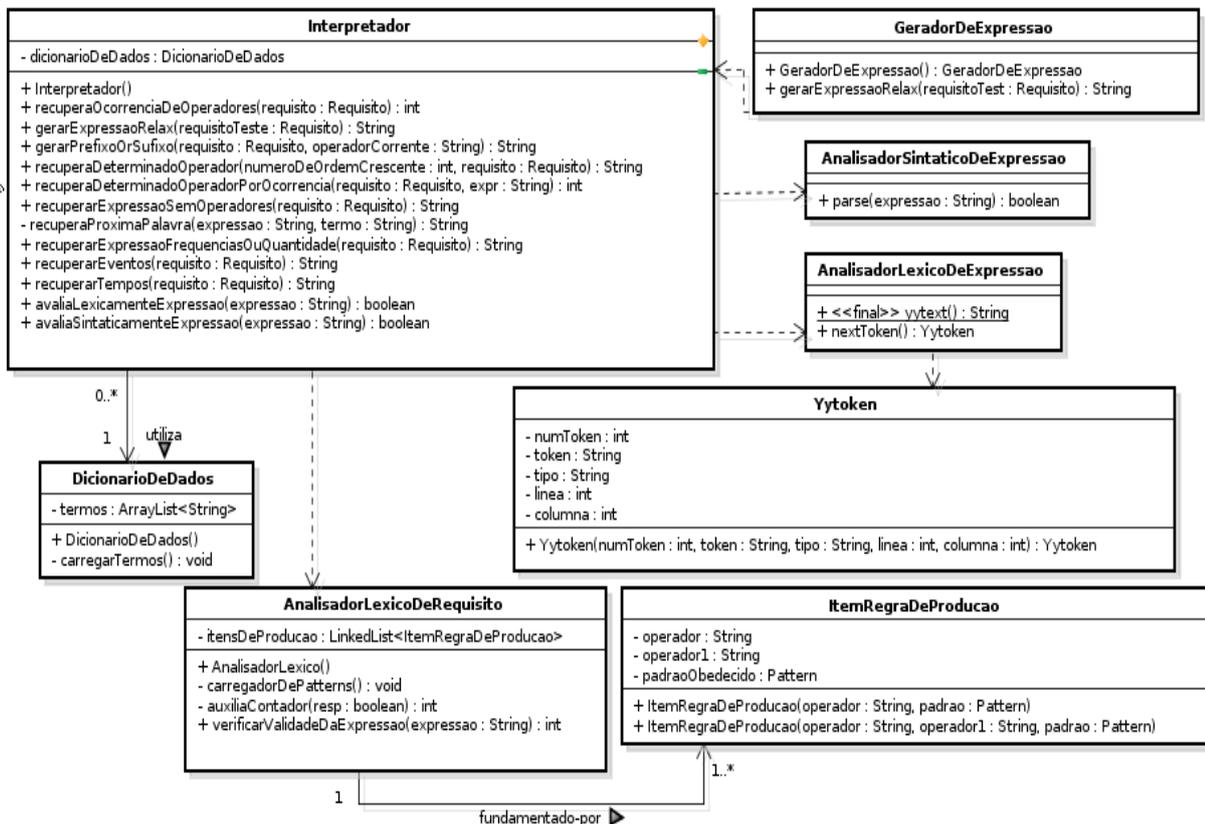 Interpretador
- dicionarioDeDados : DicionarioDeDados
+ Interpretador()
+ recuperaOcorrenciaDeOperadores(requisito : Requisito) : int
+ gerarExpressaoRelax(requisitoTeste : Requisito) : String
+ gerarPrefixoOrSufixo(requisito : Requisito, operadorCorrente : String) : String
+ recuperaDeterminadoOperador(numeroDeOrdemCrescente : int, requisito : Requisito) : String
+ recuperaDeterminadoOperadorPorOcorrencia(requisito : Requisito, expr : String) : int
+ recuperarExpressaoSemOperadores(requisito : Requisito) : String
- recuperaProximaPalavra(expressao : String, termo : String) : String
+ recuperarExpressaoFrequenciasOuQuantidade(requisito : Requisito) : String
+ recuperarEventos(requisito : Requisito) : String
+ recuperarTempos(requisito : Requisito) : String
+ avaliaLexicamenteExpressao(expressao : String) : boolean
+ avaliaSintaticamenteExpressao(expressao : String) : boolean
GeradorDeExpressao
+ GeradorDeExpressao() : GeradorDeExpressao
+ gerarExpressaoRelax(requisitoTest : Requisito) : String
AnalisadorSintaticoDeExpressao
+ parse(expressao : String) : boolean
AnalisadorLexicoDeExpressao
+ <<final>> yytext() : String
+ nextToken() : Yytoken
0..*
1
utiliza
Yytoken
- numToken : int
- token : String
- tipo : String
- linea : int
- columna : int
+ Yytoken(numToken : int, token : String, tipo : String, linea : int, columna : int) : Yytoken
DicionarioDeDados
- termos : ArrayList<String>
+ DicionarioDeDados()
- carregarTermos() : void
AnalisadorLexicoDeRequisito
- itensDeProducao : LinkedList<ItemRegraDeProducao>
+ AnalisadorLexico()
- carregadorDePatterns() : void
- auxiliaContador(resp : boolean) : int
+ verificarValidadeDaExpressao(expressao : String) : int
ItemRegraDeProducao
- operador : String
- operador1 : String
- padraoObedecido : Pattern
+ ItemRegraDeProducao(operador : String, padrao : Pattern)
+ ItemRegraDeProducao(operador : String, operador1 : String, padrao : Pattern)
1..*
1
fundamentado-por